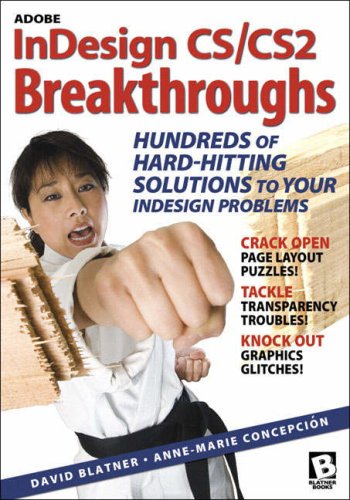 ADOBE
InDesign CS/CS2
Breakthroughs
HUNDREDS OF
HARD-HITTING
SOLUTIONS TO YOUR
INDESIGN PROBLEMS
CRACK OPEN
PAGE LAYOUT
PUZZLES!
TACKLE
TRANSPARENCY
TROUBLES!
KNOCK OUT
GRAPHICS
GLITCHES!
DAVID BLATNER • ANNE-MARIE CONCEPCIÓN
B
BLATNER
BOOKS